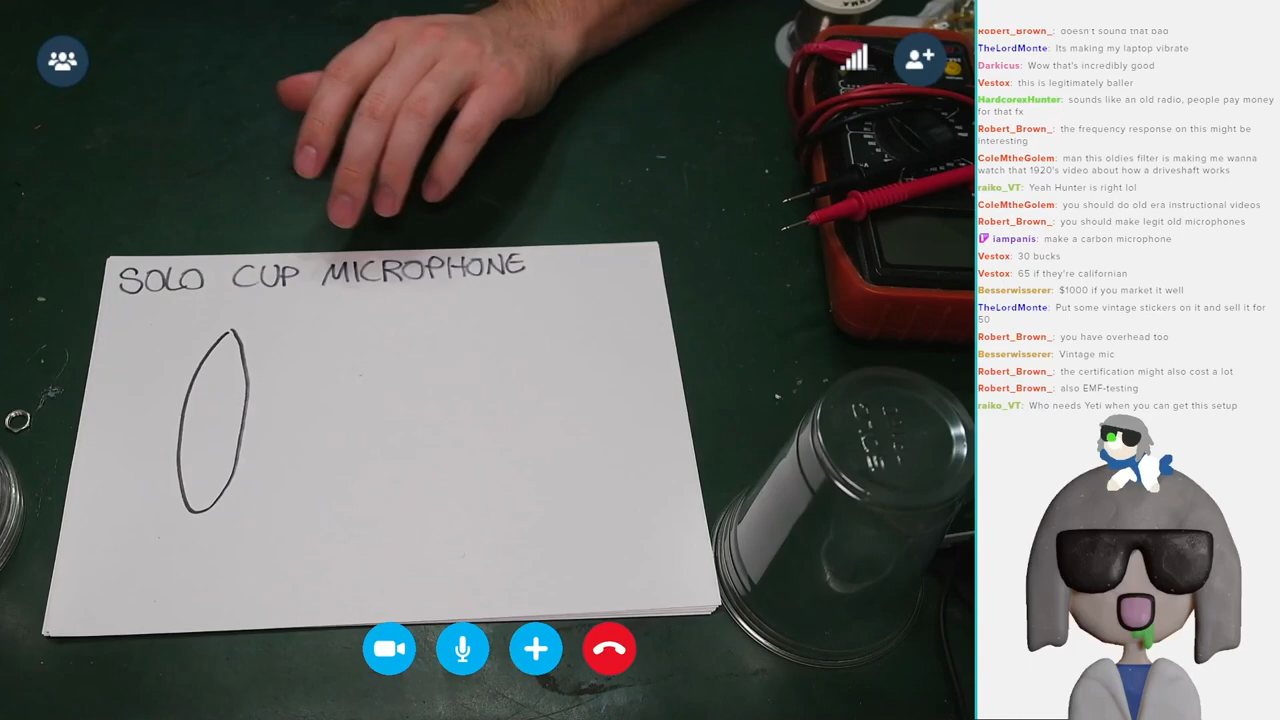 SOLO CUP MICROPHONE
Robert_Brown_: doesn't sound that bad
TheLordMonte: Its making my laptop vibrate
Darkicus: Wow that's incredibly good
Vestox: this is legitimately baller
HardcorexHunter: sounds like an old radio, people pay money
for that fx
Robert_Brown_: the frequency response on this might be
interesting
ColeMtheGolem: man this oldies filter is making me wanna
watch that 1920's video about how a driveshaft works
raiko_VT: Yeah Hunter is right lol
ColeMtheGolem: you should do old era instructional videos
Robert_Brown_: you should make legit old microphones
iampanis: make a carbon microphone
Vestox: 30 bucks
Vestox: 65 if they're californian
Besserwisserer: $1000 if you market it well
TheLordMonte: Put some vintage stickers on it and sell it for
50
Robert_Brown_: you have overhead too
Besserwisserer: Vintage mic
Robert_Brown_: the certification might also cost a lot
Robert_Brown_: also EMF-testing
raiko_VT: Who needs Yeti when you can get this setup